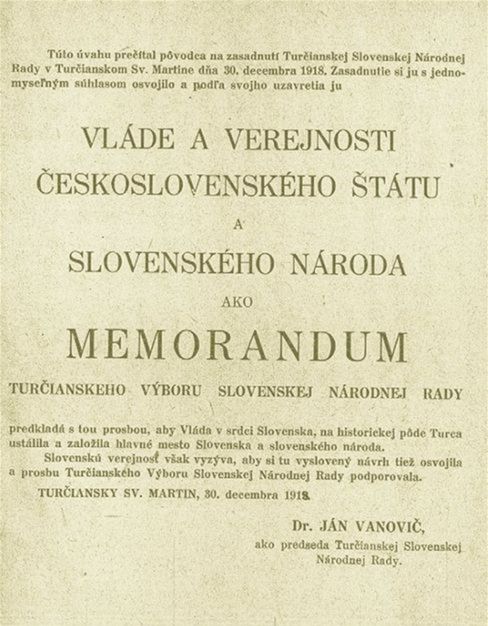 Túto úvahu prečítal pôvodca na zasadnutí Turčianskej Slovenskej Národnej
Rady v Turčianskom Sv. Martine dňa 30. decembra 1918. Zasadnutie si ju s jedno-
myseľným súhlasom osvojilo a podľa svojho uzavretia ju
VLÁDE A VEREJNOSTI
ČESKOSLOVENSKÉHO ŠTÁTU
A
SLOVENSKÉHO NÁRODA
AKO
MEMORANDUM
TURČIANSKEHO VÝBORU SLOVENSKEJ NÁRODNEJ RADY
predkladá s tou prosbou, aby Vláda v srdci Slovenska, na historickej pôde Turca
ustálila a založila hlavné mesto Slovenska a slovenského národa.
Slovenskú verejnosť však vyzýva, aby si tu vyslovený návrh tiež osvojila
a prosbu Turčianského Výboru Slovenskej Národnej Rady podporovala.
TURČIANSKY SV. MARTIN, 30. decembra 1918.
Dr. JÁN VANOVIČ,
ako predseda Turčianskej Slovenskej
Národnej Rady.